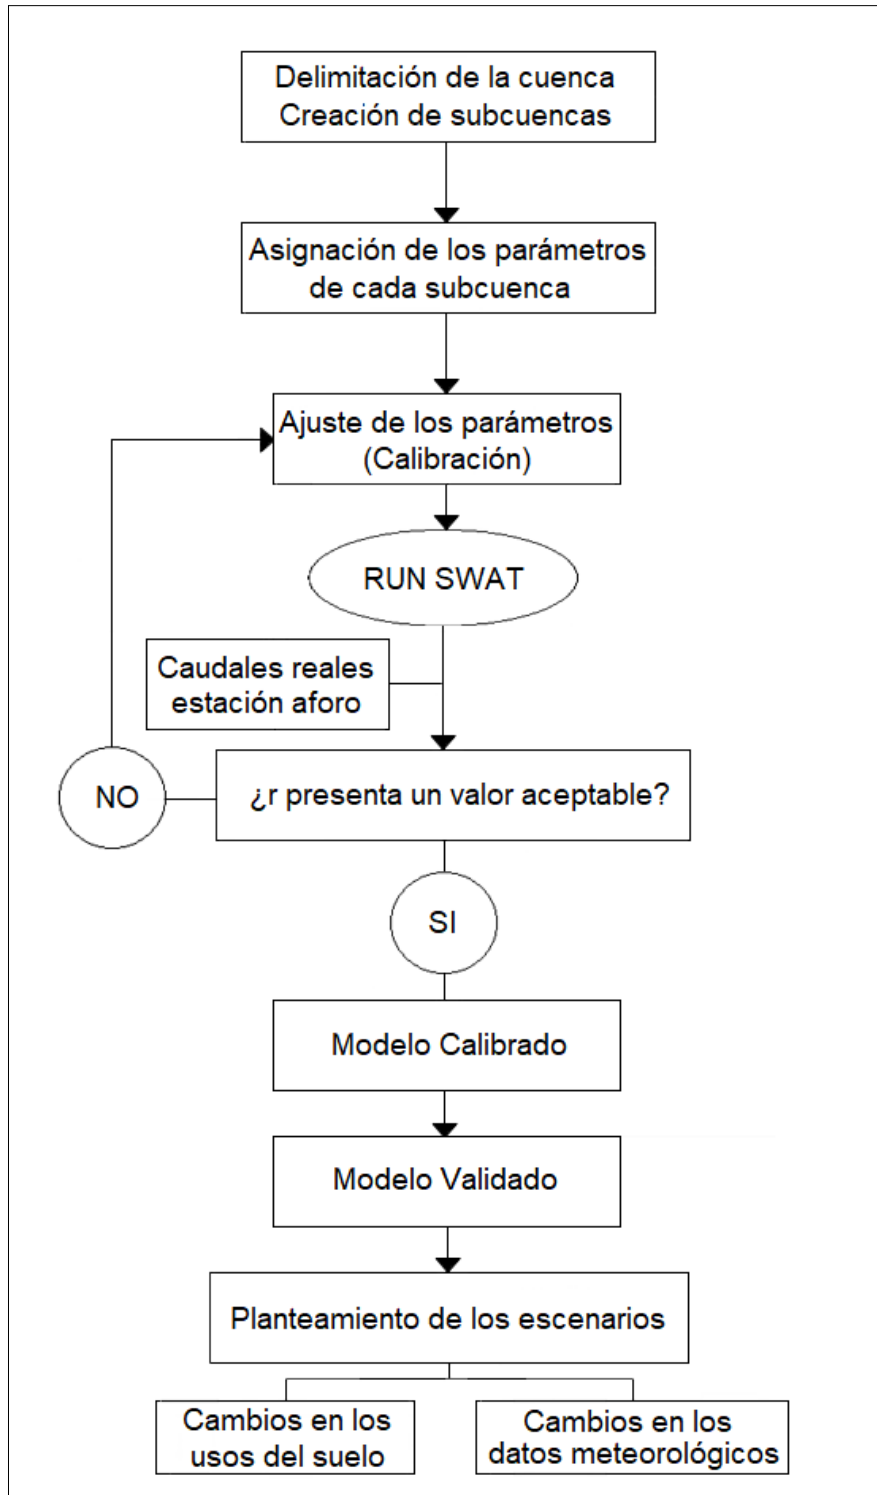 Delimitación de la cuenca
Creación de subcuencas
Asignación de los parámetros
de cada subcuenca
Ajuste de los parámetros
(Calibración)
RUN SWAT
Caudales reales
estación aforo
NO
¿r presenta un valor aceptable?
SI
Modelo Calibrado
Modelo Validado
Planteamiento de los escenarios
Cambios en los
usos del suelo
Cambios en los
datos meteorológicos